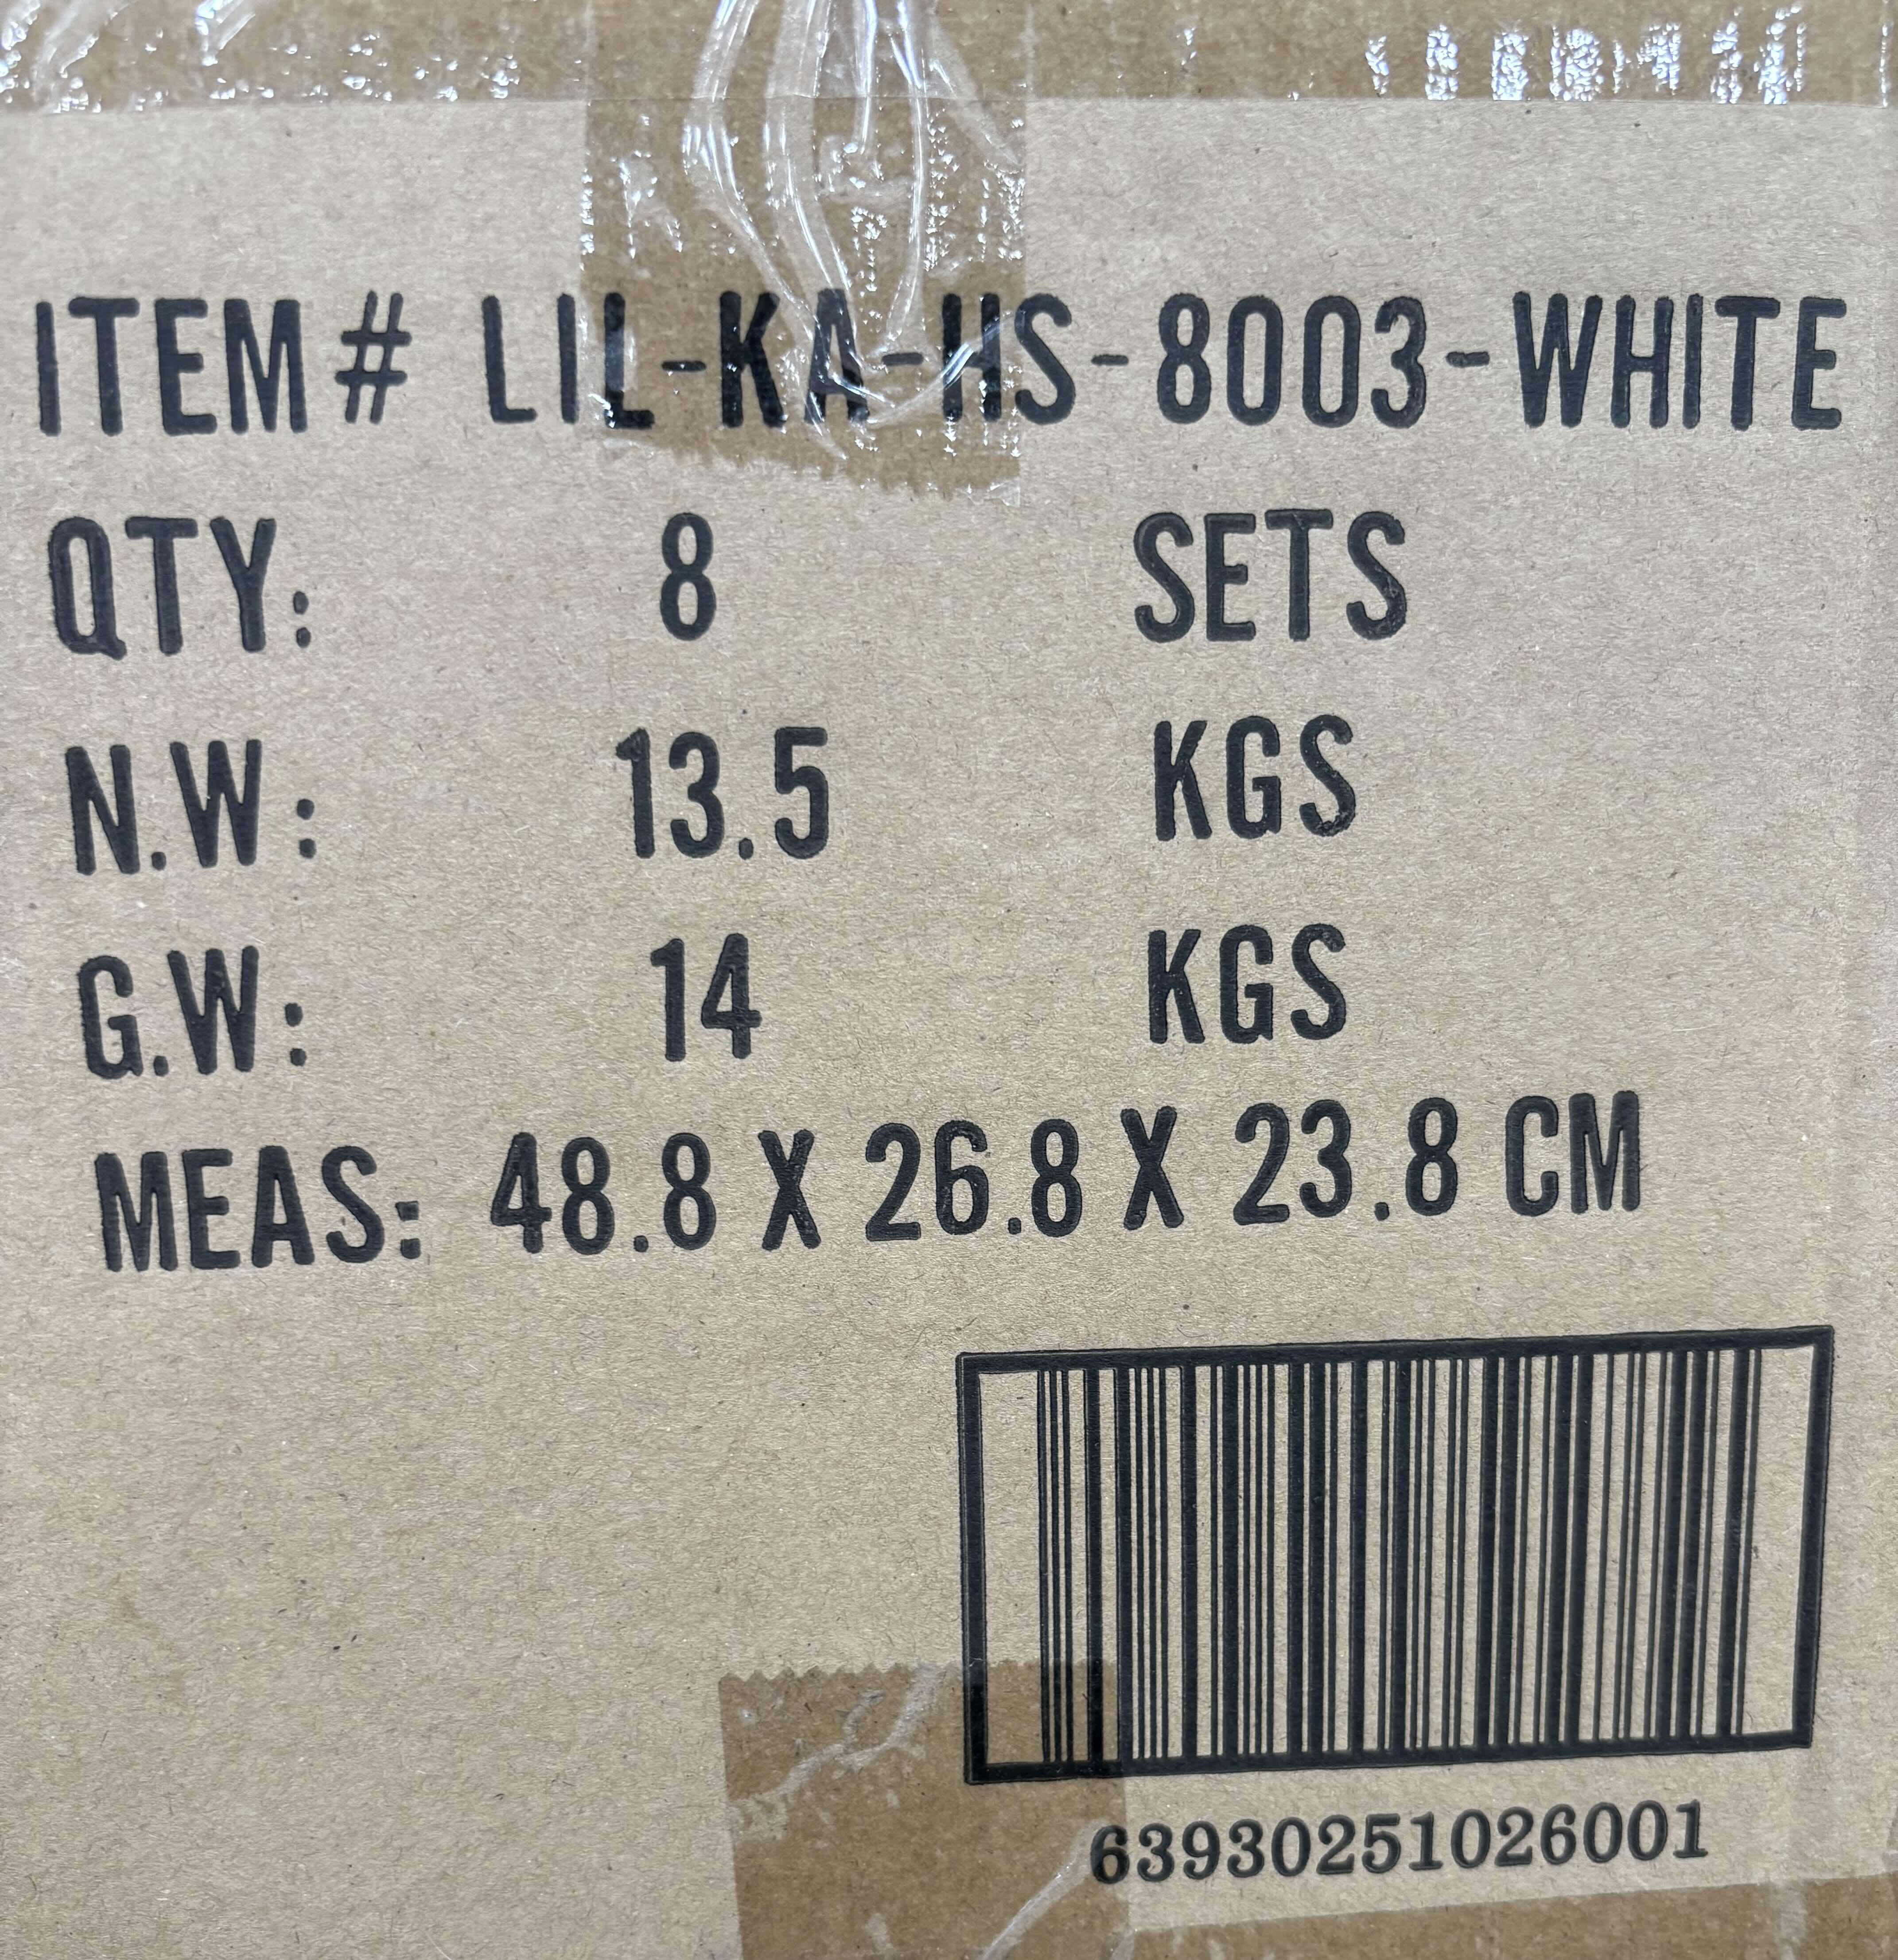 ITEM# LIL-KA-HS-8003-WHITE
QTY: 8 SETS
N.W: 13.5 KGS
G.W: 14 KGS
MEAS: 48.8 X 26.8 X 23.8 CM
63930251026001